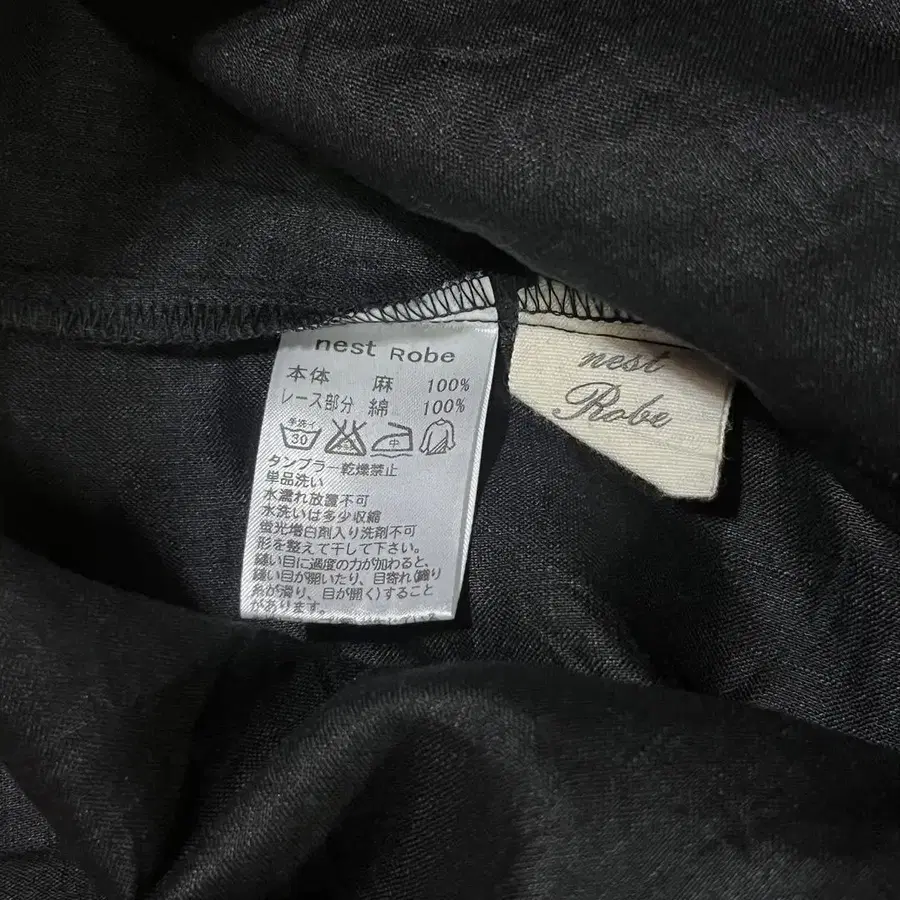 nest Robe
本体 麻 100%
レース部分 綿 100%
手洗イ
30
中
タンブラー乾燥禁止
単品洗い
水濡れ放置不可
水洗いは多少収縮
蛍光増白剤入り洗剤不可
形を整えて干して下さい。
縫い目に過度の力が加わると、
縫い目が開いたり、目寄れ(織り
糸が滑り、目が開く)すること
があります。
nest
Robe